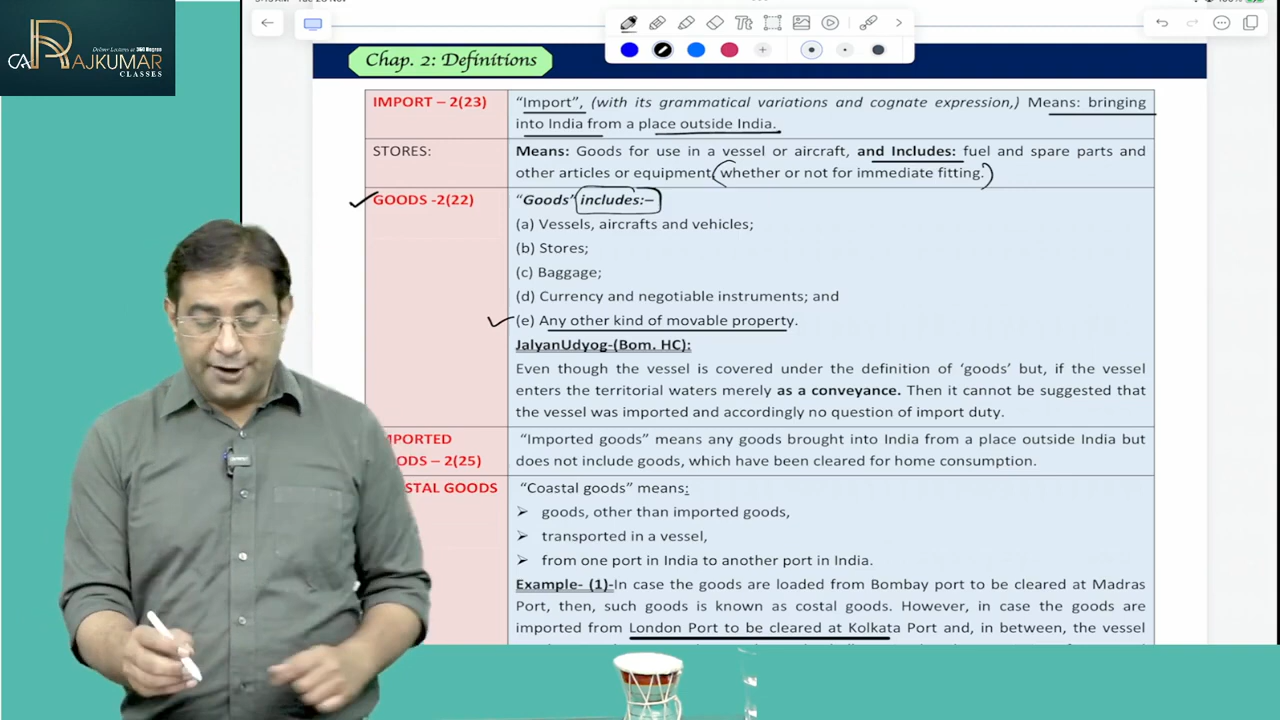 Deliver Lectures at 360 Degree
CA RAJKUMAR
CLASSES
Chap. 2: Definitions
IMPORT – 2(23)
“Import”, (with its grammatical variations and cognate expression,) Means: bringing
into India from a place outside India.
STORES:
Means: Goods for use in a vessel or aircraft, and Includes: fuel and spare parts and
other articles or equipment, whether or not for immediate fitting.
GOODS -2(22)
“Goods’ includes:–
(a) Vessels, aircrafts and vehicles;
(b) Stores;
(c) Baggage;
(d) Currency and negotiable instruments; and
(e) Any other kind of movable property.
JalyanUdyog-(Bom. HC):
Even though the vessel is covered under the definition of ‘goods’ but, if the vessel
enters the territorial waters merely as a conveyance. Then it cannot be suggested that
the vessel was imported and accordingly no question of import duty.
MPORTED
ODS – 2(25)
“Imported goods” means any goods brought into India from a place outside India but
does not include goods, which have been cleared for home consumption.
STAL GOODS
“Coastal goods” means:
➢ goods, other than imported goods,
➢ transported in a vessel,
➢ from one port in India to another port in India.
Example- (1)-In case the goods are loaded from Bombay port to be cleared at Madras
Port, then, such goods is known as costal goods. However, in case the goods are
imported from London Port to be cleared at Kolkata Port and, in between, the vessel